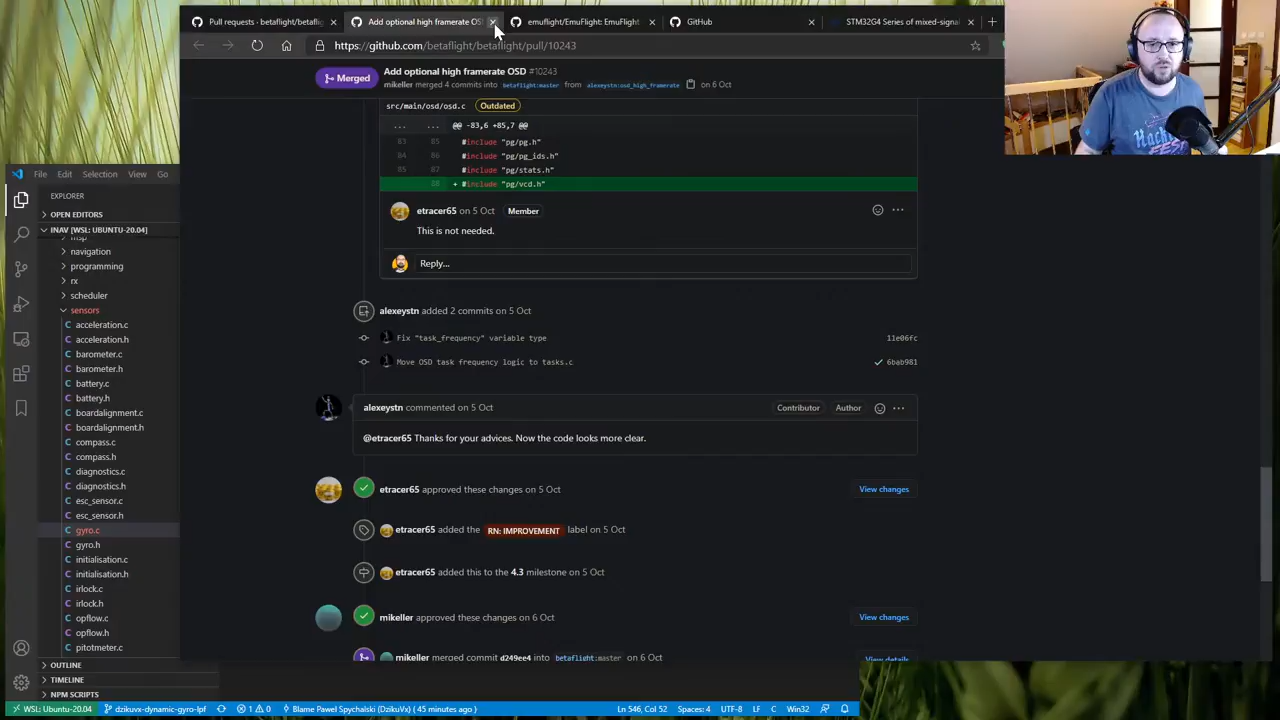 Pull requests · betaflight/betaflig
Add optional high framerate OS
emuflight/EmuFlight: EmuFlight
GitHub
STM32G4 Series of mixed-signal
https://github.com/betaflight/betaflight/pull/10243
Merged
Add optional high framerate OSD #10243
mikeller merged 4 commits into betaflight:master from alexeystn:osd_high_framerate on 6 Oct
src/main/osd/osd.c Outdated
... ... @@ -83,6 +85,7 @@
83 85 #include "pg/pg.h"
84 86 #include "pg/pg_ids.h"
85 87 #include "pg/stats.h"
88 + #include "pg/vcd.h"
etracer65 on 5 Oct Member
This is not needed.
Reply...
alexeystn added 2 commits on 5 Oct
Fix "task_frequency" variable type 11e06fc
Move OSD task frequency logic to tasks.c 6bab981
alexeystn commented on 5 Oct Contributor Author
@etracer65 Thanks for your advices. Now the code looks more clear.
etracer65 approved these changes on 5 Oct View changes
etracer65 added the RN: IMPROVEMENT label on 5 Oct
etracer65 added this to the 4.3 milestone on 5 Oct
mikeller approved these changes on 6 Oct View changes
mikeller merged commit d249ee4 into betaflight:master on 6 Oct View details
File Edit Selection View Go
EXPLORER
OPEN EDITORS
INAV [WSL: UBUNTU-20.04]
msp
navigation
programming
rx
scheduler
sensors
C acceleration.c
C acceleration.h
C barometer.c
C barometer.h
C battery.c
C battery.h
C boardalignment.c
C boardalignment.h
C compass.c
C compass.h
C diagnostics.c
C diagnostics.h
C esc_sensor.c
C esc_sensor.h
C gyro.c
C gyro.h
C initialisation.c
C initialisation.h
C irlock.c
C irlock.h
C opflow.c
C opflow.h
C pitotmeter.c
OUTLINE
TIMELINE
NPM SCRIPTS
WSL: Ubuntu-20.04 dzikuvx-dynamic-gyro-lpf 1 0 Blame Pawel Spychalski (DzikuVx) ( 45 minutes ago ) Ln 546, Col 52 Spaces: 4 UTF-8 LF C Win32